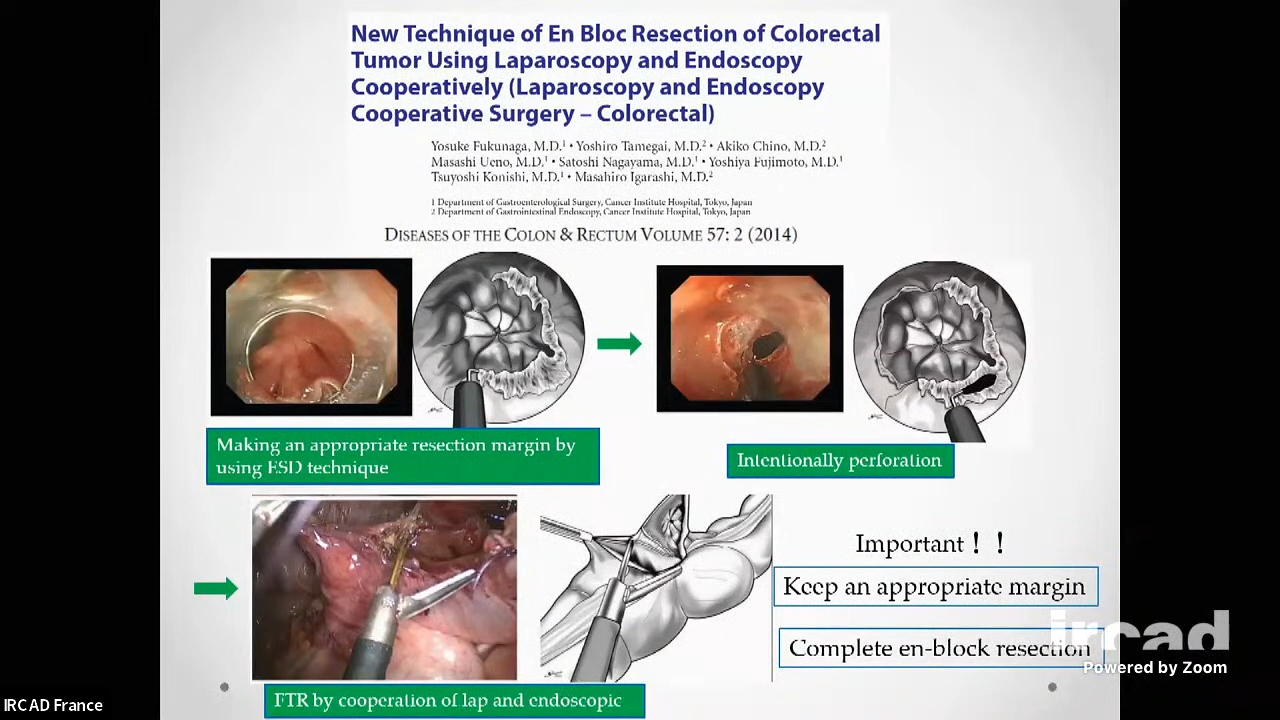 New Technique of En Bloc Resection of Colorectal
Tumor Using Laparoscopy and Endoscopy
Cooperatively (Laparoscopy and Endoscopy
Cooperative Surgery – Colorectal)
Yosuke Fukunaga, M.D.¹ • Yoshiro Tamegai, M.D.² • Akiko Chino, M.D.²
Masashi Ueno, M.D.¹ • Satoshi Nagayama, M.D.¹ • Yoshiya Fujimoto, M.D.¹
Tsuyoshi Konishi, M.D.¹ • Masahiro Igarashi, M.D.²
1 Department of Gastroenterological Surgery, Cancer Institute Hospital, Tokyo, Japan
2 Department of Gastrointestinal Endoscopy, Cancer Institute Hospital, Tokyo, Japan
DISEASES OF THE COLON & RECTUM VOLUME 57: 2 (2014)
Making an appropriate resection margin by
using ESD technique
Intentionally perforation
Important！！
Keep an appropriate margin
Complete en-block resection
FTR by cooperation of lap and endoscopic
ircad
Powered by Zoom
IRCAD France